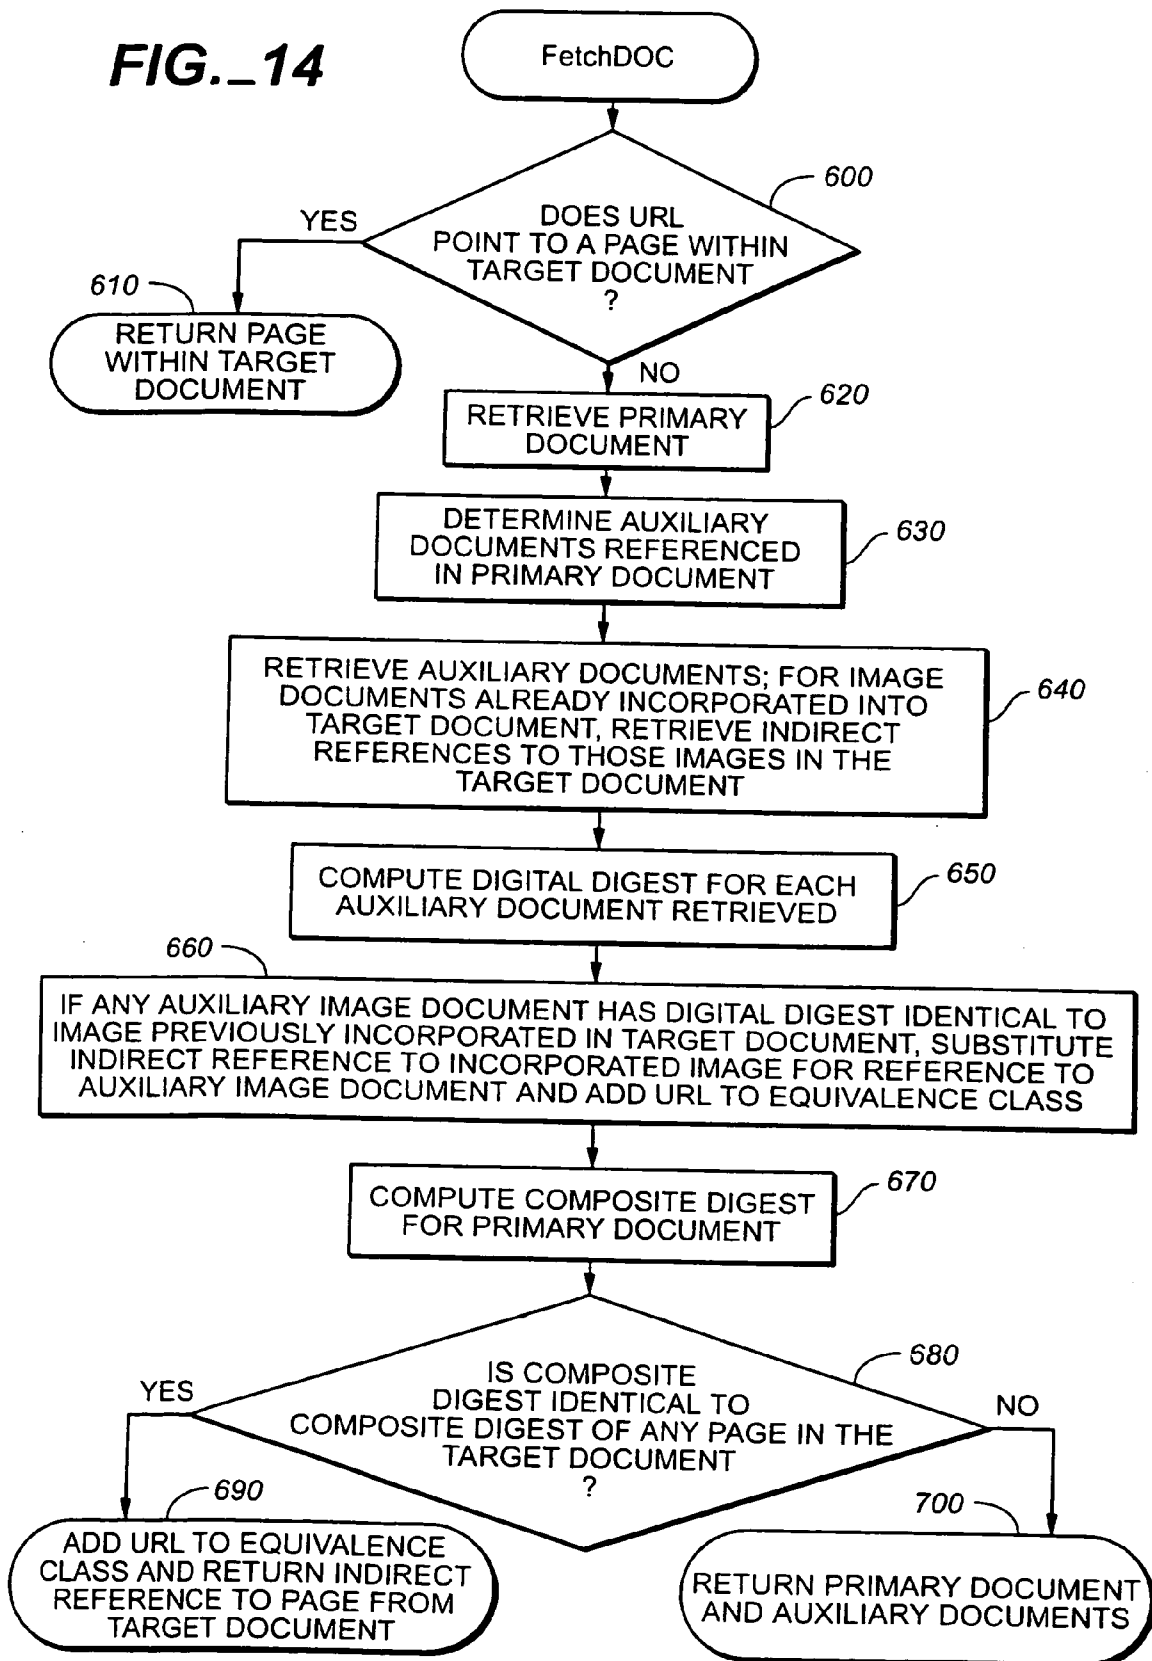 FIG._14
FetchDOC
600
DOES URL
POINT TO A PAGE WITHIN
TARGET DOCUMENT
?
YES
610
RETURN PAGE
WITHIN TARGET
DOCUMENT
NO
620
RETRIEVE PRIMARY
DOCUMENT
630
DETERMINE AUXILIARY
DOCUMENTS REFERENCED
IN PRIMARY DOCUMENT
640
RETRIEVE AUXILIARY DOCUMENTS; FOR IMAGE
DOCUMENTS ALREADY INCORPORATED INTO
TARGET DOCUMENT, RETRIEVE INDIRECT
REFERENCES TO THOSE IMAGES IN THE
TARGET DOCUMENT
650
COMPUTE DIGITAL DIGEST FOR EACH
AUXILIARY DOCUMENT RETRIEVED
660
IF ANY AUXILIARY IMAGE DOCUMENT HAS DIGITAL DIGEST IDENTICAL TO
IMAGE PREVIOUSLY INCORPORATED IN TARGET DOCUMENT, SUBSTITUTE
INDIRECT REFERENCE TO INCORPORATED IMAGE FOR REFERENCE TO
AUXILIARY IMAGE DOCUMENT AND ADD URL TO EQUIVALENCE CLASS
670
COMPUTE COMPOSITE DIGEST
FOR PRIMARY DOCUMENT
680
IS COMPOSITE
DIGEST IDENTICAL TO
COMPOSITE DIGEST OF ANY PAGE IN THE
TARGET DOCUMENT
?
YES
NO
690
ADD URL TO EQUIVALENCE
CLASS AND RETURN INDIRECT
REFERENCE TO PAGE FROM
TARGET DOCUMENT
700
RETURN PRIMARY DOCUMENT
AND AUXILIARY DOCUMENTS